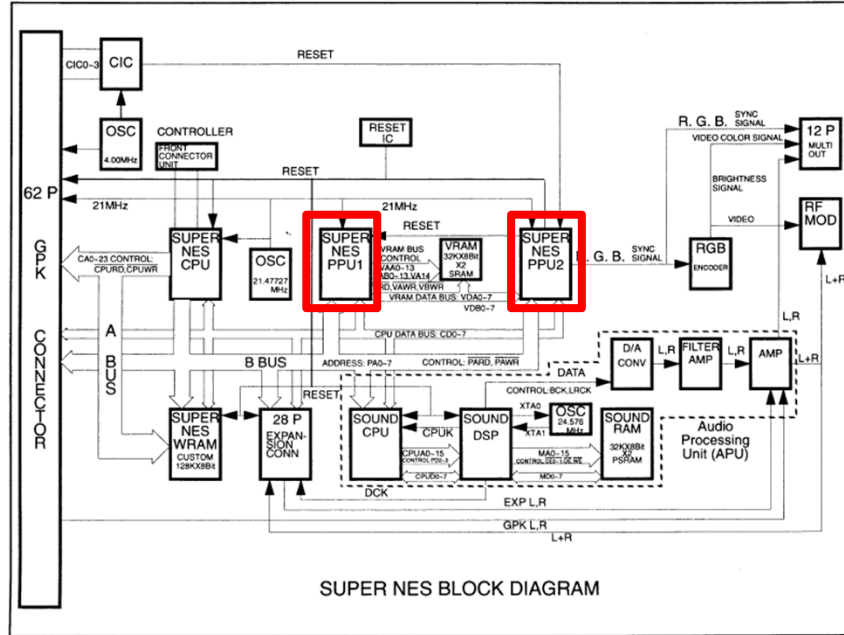 CIC0~3
CIC
RESET
OSC
4.00MHz
CONTROLLER
FRONT
CONNECTOR
UNIT
RESET
IC
RESET
62 P
21MHz
21MHz
GPK
CONNECTOR
CA0-23 CONTROL:
CPURD,CPUWR
SUPER
NES
CPU
OSC
21.47727
MHz
SUPER
NES
PPU1
RESET
VRAM BUS
CONTROL
VAA0-13
AB0-13,VA14
RD,VAWR,VBWR
VRAM DATA BUS: VDA0-7
VDB0-7
VRAM
32KX8Bit
X2
SRAM
SUPER
NES
PPU2
R. G. B.
SYNC
SIGNAL
R. G. B.
SYNC
SIGNAL
VIDEO COLOR SIGNAL
BRIGHTNESS
SIGNAL
VIDEO
RGB
ENCODER
12 P
MULTI
OUT
RF
MOD
L,R
L+R
A
BUS
CPU DATA BUS: CD0-7
B BUS
ADDRESS: PA0-7
CONTROL: PARD, PAWR
RESET
DATA
CONTROL:BCK,LRCK
D/A
CONV
L,R
FILTER
AMP
L,R
AMP
SUPER
NES
WRAM
CUSTOM
128KX8Bit
28 P
EXPAN-
SION
CONN
SOUND
CPU
CPUK
CPUA0-15
CPUD0-7
SOUND
DSP
XTA0
XTA1
OSC
24.576
MHz
MA0-15
MD0-7
SOUND
RAM
32KX8Bit
X2
PSRAM
Audio
Processing
Unit (APU)
DCK
EXP L,R
GPK L,R
L+R
SUPER NES BLOCK DIAGRAM